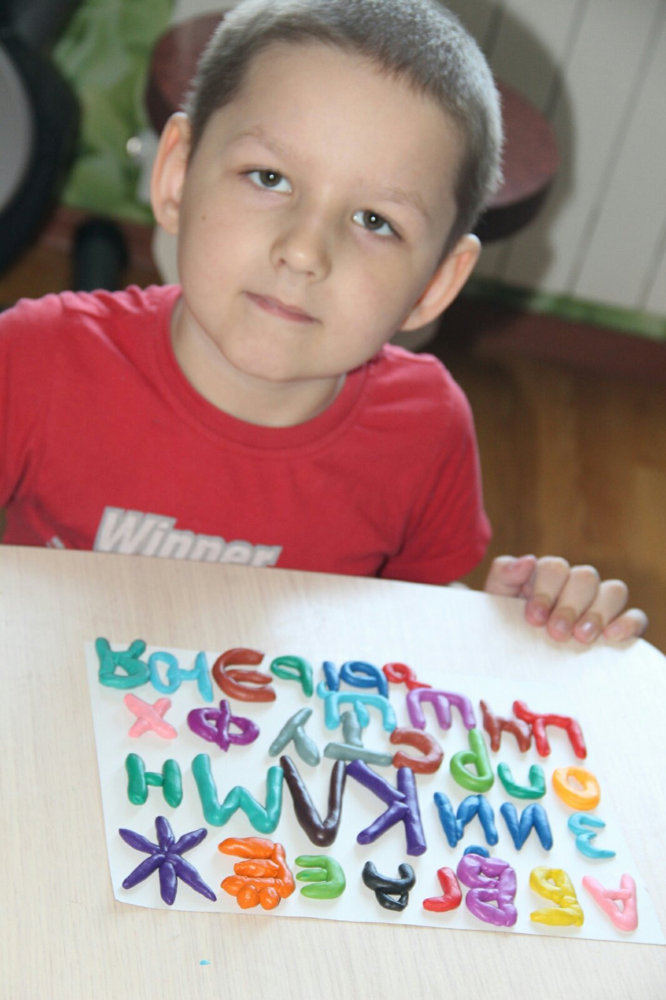 Winner
А Б В Г Д Е Ё Ж
З И Й К Л М Н
О П Р С Т У Ф Х
Ц Ч Ш Щ Ъ Ы Ь Э Ю Я